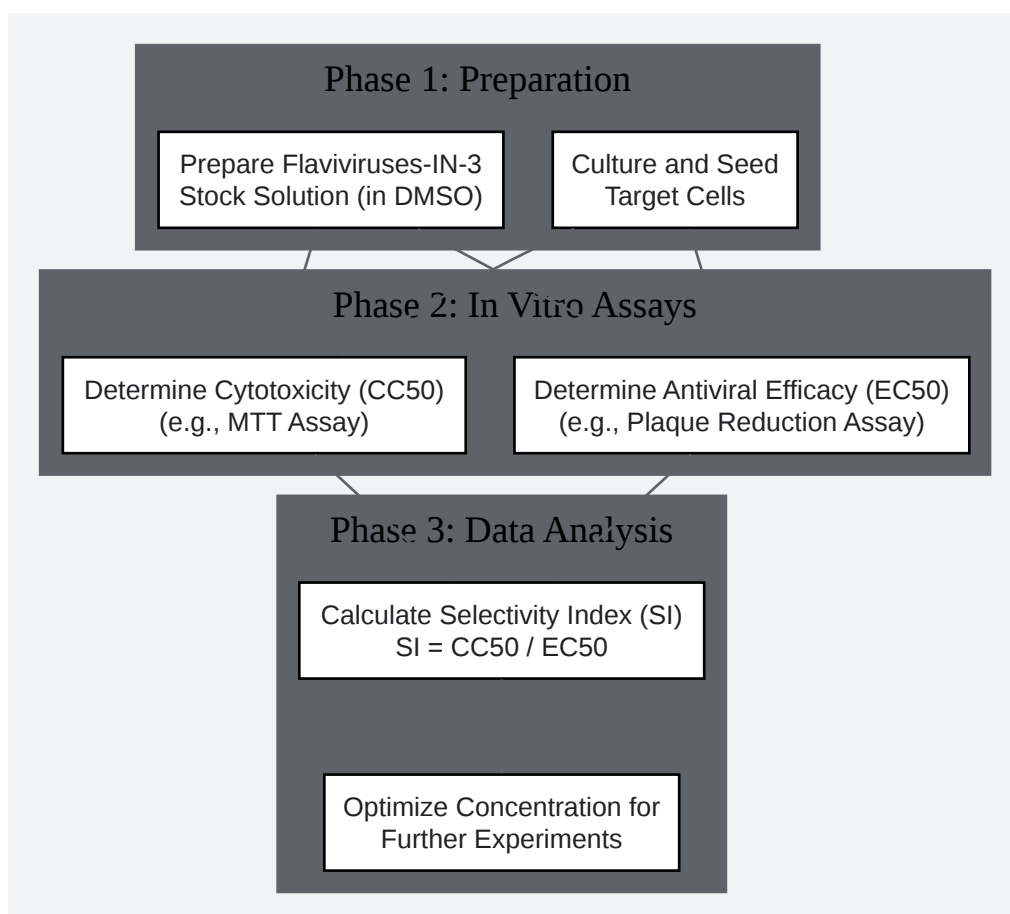 Phase 1: Preparation
Prepare Flaviviruses-IN-3
Stock Solution (in DMSO)
Culture and Seed
Target Cells
Phase 2: In Vitro Assays
Determine Cytotoxicity (CC50)
(e.g., MTT Assay)
Determine Antiviral Efficacy (EC50)
(e.g., Plaque Reduction Assay)
Phase 3: Data Analysis
Calculate Selectivity Index (SI)
SI = CC50 / EC50
Optimize Concentration for
Further Experiments